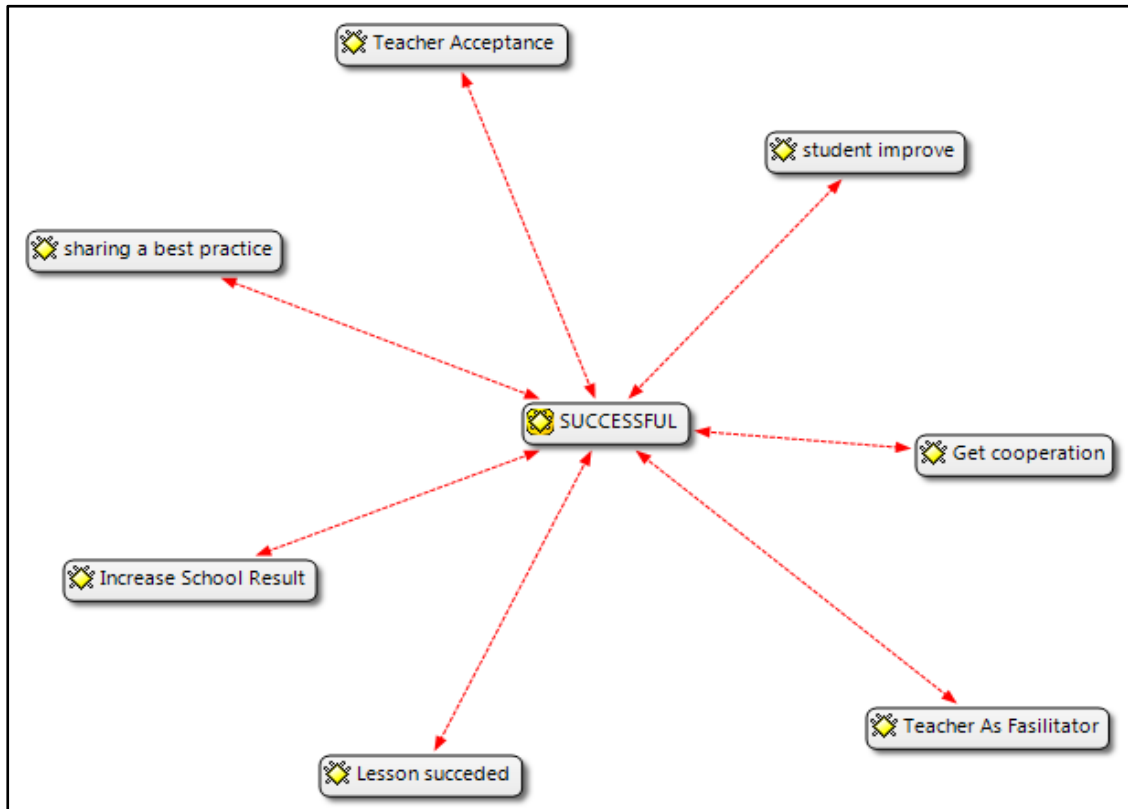 Teacher Acceptance
student improve
sharing a best practice
SUCCESSFUL
Get cooperation
Increase School Result
Teacher As Fasilitator
Lesson succeded